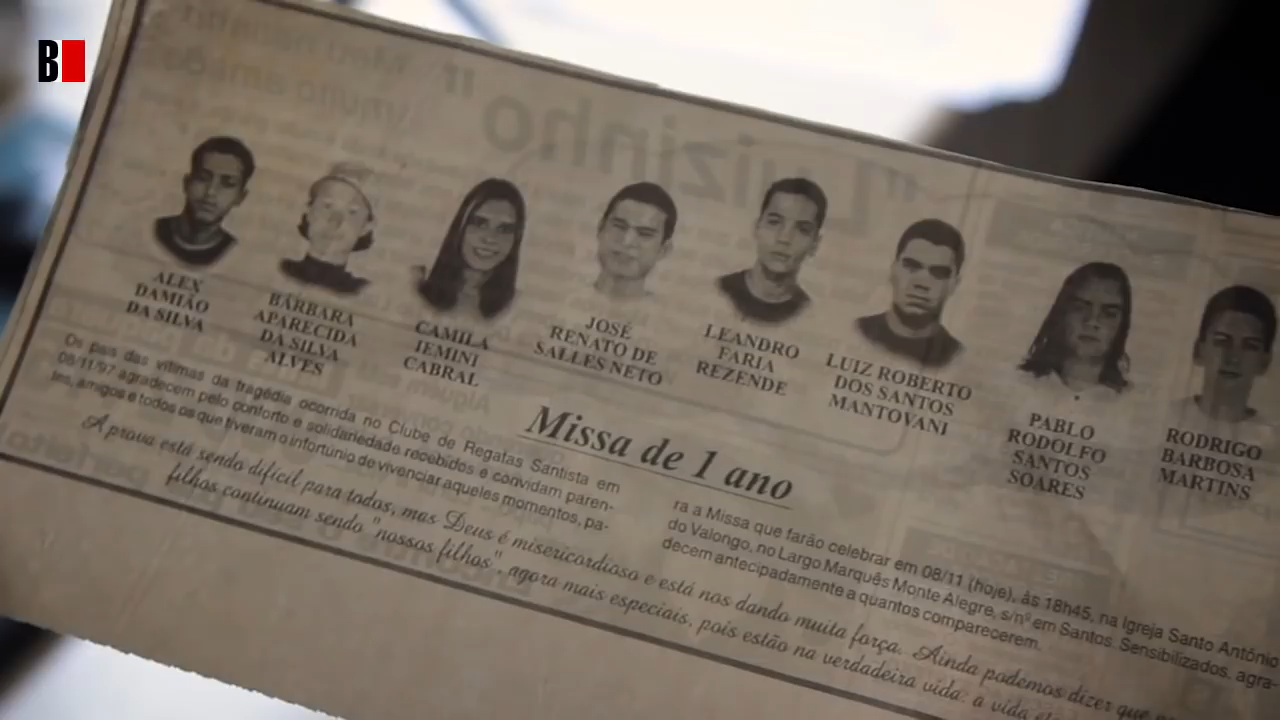 B
ALEX
DAMIÃO
DA SILVA
BÁRBARA
APARECIDA
DA SILVA
ALVES
CAMILA
IEMINI
CABRAL
JOSÉ
RENATO DE
SALLES NETO
LEANDRO
FARIA
REZENDE
LUIZ ROBERTO
DOS SANTOS
MANTOVANI
PABLO
RODOLFO
SANTOS
SOARES
RODRIGO
BARBOSA
MARTINS
Missa de 1 ano
Os pais das vítimas da tragédia ocorrida no Clube de Regatas Santista em
08/11/97 agradecem pelo conforto e solidariedade recebidos e convidam paren-
tes, amigos e todos os que tiveram o infortúnio de vivenciar aqueles momentos, pa-
ra a Missa que farão celebrar em 08/11 (hoje), às 18h45, na Igreja Santo Antônio
do Valongo, no Largo Marquês Monte Alegre, s/nº em Santos. Sensibilizados, agra-
decem antecipadamente a quantos comparecerem.
A prova está sendo difícil para todos, mas Deus é misericordioso e está nos dando muita força. Ainda podemos dizer que
filhos continuam sendo "nossos filhos", agora mais especiais, pois estão na verdadeira vida: a vida
"Luizinho"